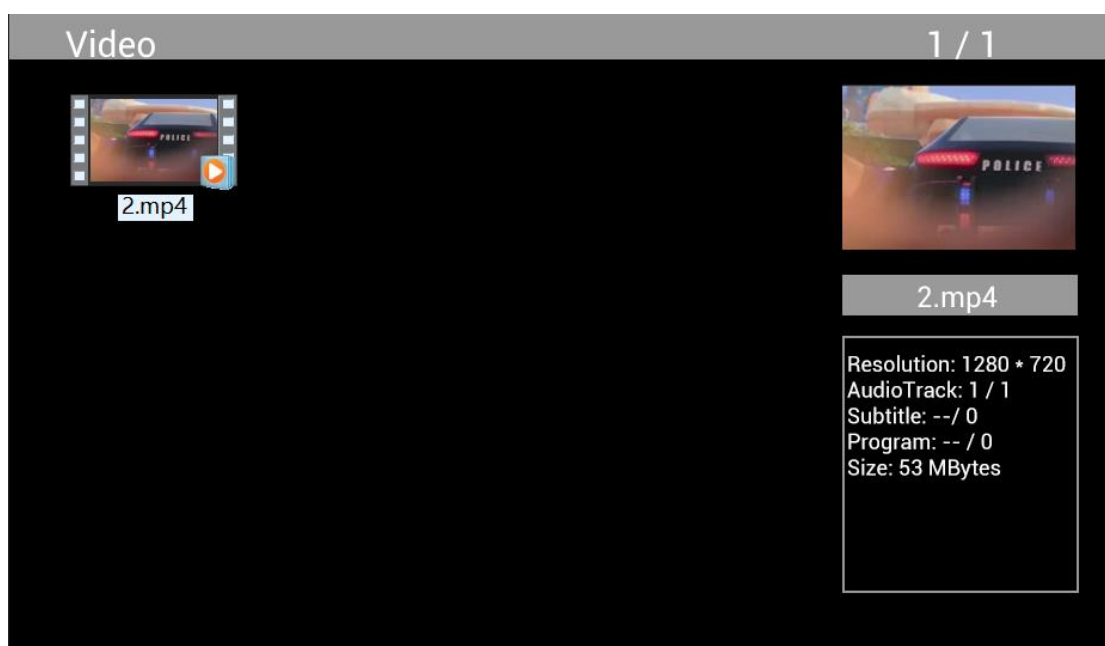 Video
1 / 1
POLICE
2.mp4
POLICE
2.mp4
Resolution: 1280 * 720
AudioTrack: 1 / 1
Subtitle: --/ 0
Program: -- / 0
Size: 53 MBytes